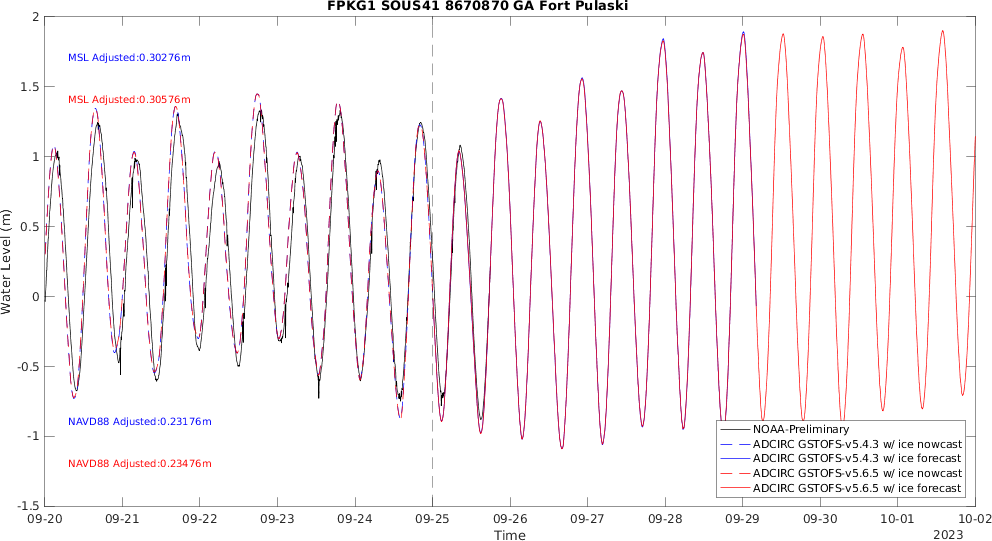 FPKG1 SOUS41 8670870 GA Fort Pulaski
2
1.5
1
0.5
0
-0.5
-1
-1.5
Water Level (m)
MSL Adjusted:0.30276m
MSL Adjusted:0.30576m
NAVD88 Adjusted:0.23176m
NAVD88 Adjusted:0.23476m
NOAA-Preliminary
ADCIRC GSTOFS-v5.4.3 w/ ice nowcast
ADCIRC GSTOFS-v5.4.3 w/ ice forecast
ADCIRC GSTOFS-v5.6.5 w/ ice nowcast
ADCIRC GSTOFS-v5.6.5 w/ ice forecast
09-20 09-21 09-22 09-23 09-24 09-25 09-26 09-27 09-28 09-29 09-30 10-01 10-02
Time
2023